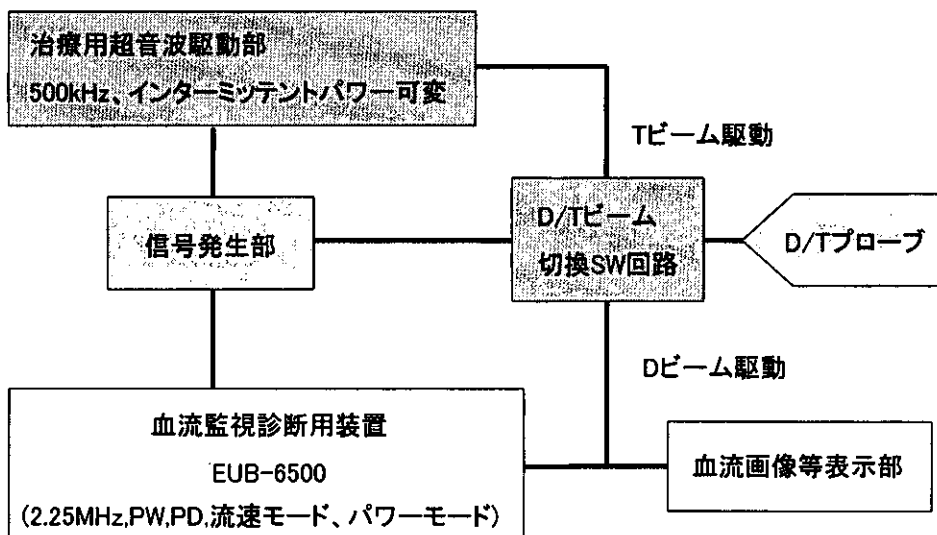 治療用超音波駆動部
500kHz、インターミッテントパワー可変
Tビーム駆動
信号発生部
D/Tビーム
切換SW回路
D/Tプローブ
Dビーム駆動
血流監視診断用装置
EUB-6500
(2.25MHz,PW,PD,流速モード、パワーモード)
血流画像等表示部